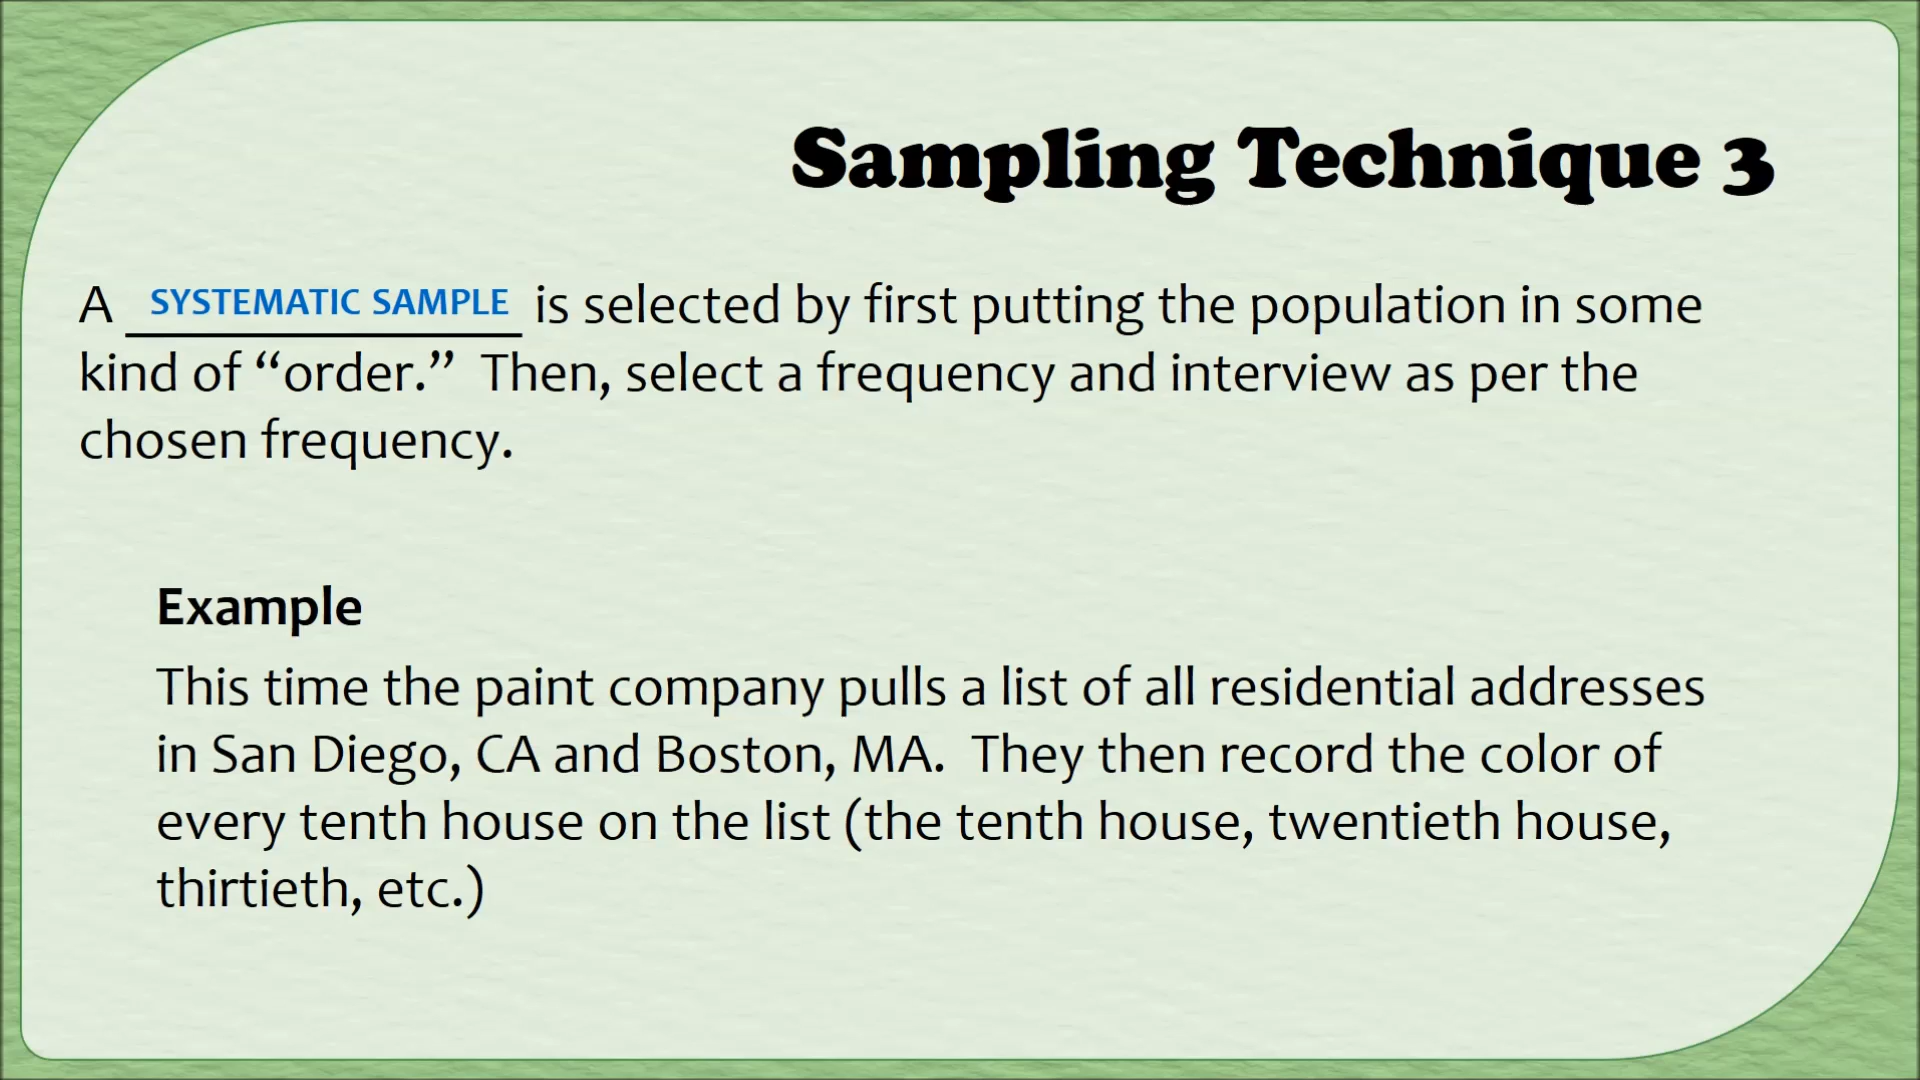 Sampling Technique 3
A SYSTEMATIC SAMPLE is selected by first putting the population in some
kind of “order.” Then, select a frequency and interview as per the
chosen frequency.
Example
This time the paint company pulls a list of all residential addresses
in San Diego, CA and Boston, MA. They then record the color of
every tenth house on the list (the tenth house, twentieth house,
thirtieth, etc.)